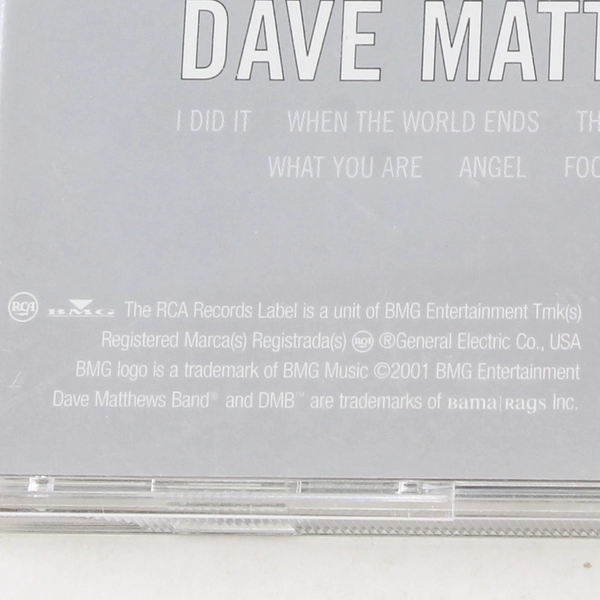 DAVE MATT
I DID IT WHEN THE WORLD ENDS TH
WHAT YOU ARE ANGEL FOO
RCA BMG The RCA Records Label is a unit of BMG Entertainment Tmk(s)
Registered Marca(s) Registrada(s) RCA ®General Electric Co., USA
BMG logo is a trademark of BMG Music ©2001 BMG Entertainment
Dave Matthews Band® and DMB™ are trademarks of Bama|Rags Inc.